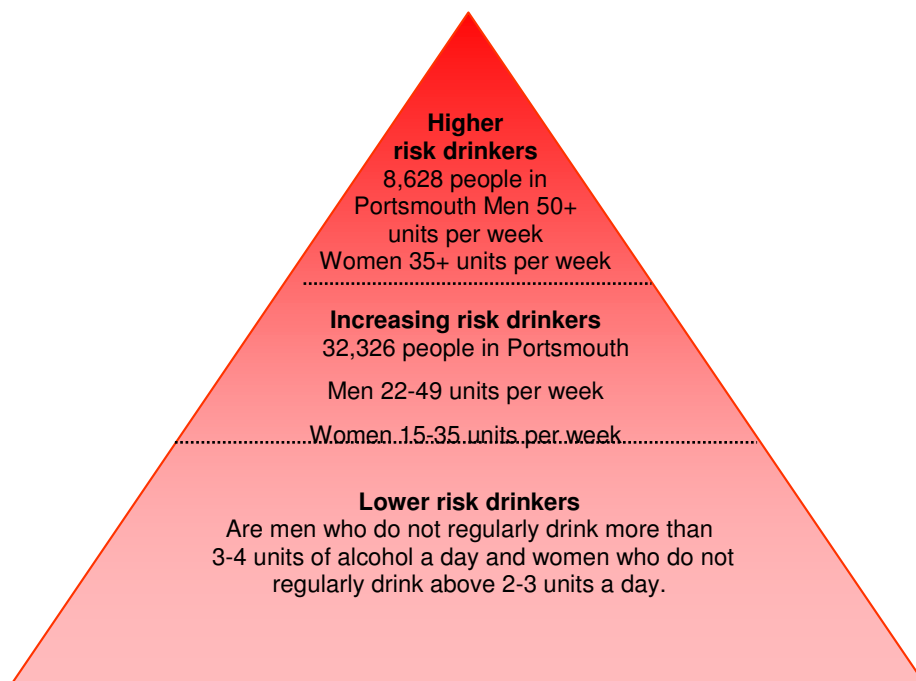 Higher
risk drinkers
8,628 people in
Portsmouth Men 50+
units per week
Women 35+ units per week
Increasing risk drinkers
32,326 people in Portsmouth
Men 22-49 units per week
Women 15-35 units per week
Lower risk drinkers
Are men who do not regularly drink more than
3-4 units of alcohol a day and women who do not
regularly drink above 2-3 units a day.